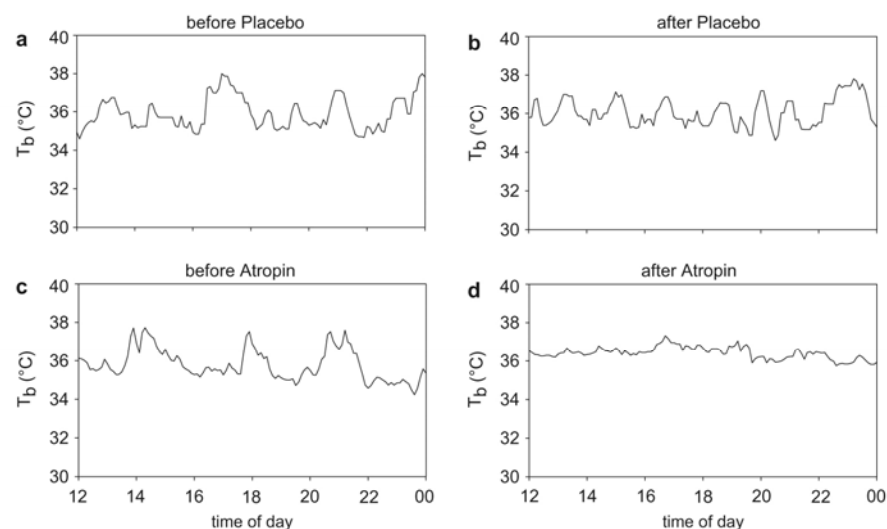 before Placebo
a
40
38
36
34
32
30
Tb (°C)
after Placebo
b
40
38
36
34
32
30
Tb (°C)
before Atropin
c
40
38
36
34
32
30
Tb (°C)
12 14 16 18 20 22 00
time of day
after Atropin
d
40
38
36
34
32
30
Tb (°C)
12 14 16 18 20 22 00
time of day